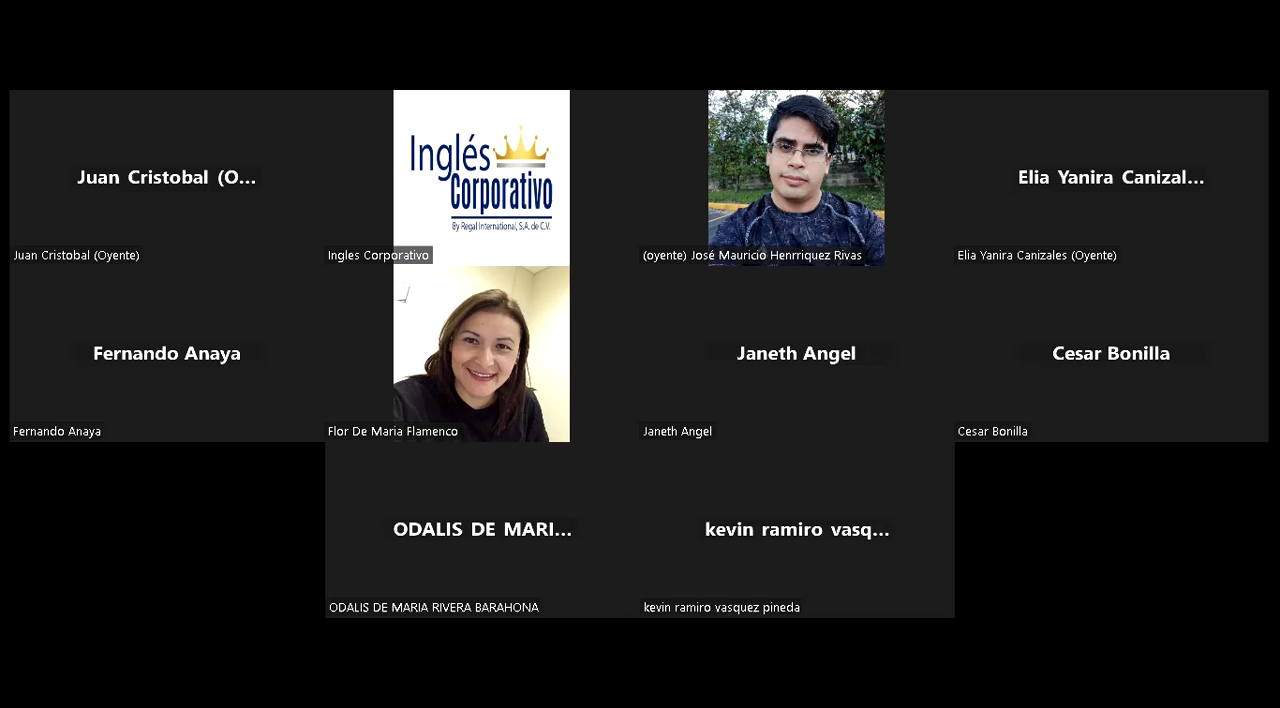 Juan Cristobal (O...
Inglés
Corporativo
By Regal International, S.A. de C.V.
Elia Yanira Canizal...
Juan Cristobal (Oyente)
Ingles Corporativo
(oyente) José Mauricio Henrriquez Rivas
Elia Yanira Canizales (Oyente)
Fernando Anaya
Janeth Angel
Cesar Bonilla
Fernando Anaya
Flor De Maria Flamenco
Janeth Angel
Cesar Bonilla
ODALIS DE MARI...
kevin ramiro vasq...
ODALIS DE MARIA RIVERA BARAHONA
kevin ramiro vasquez pineda